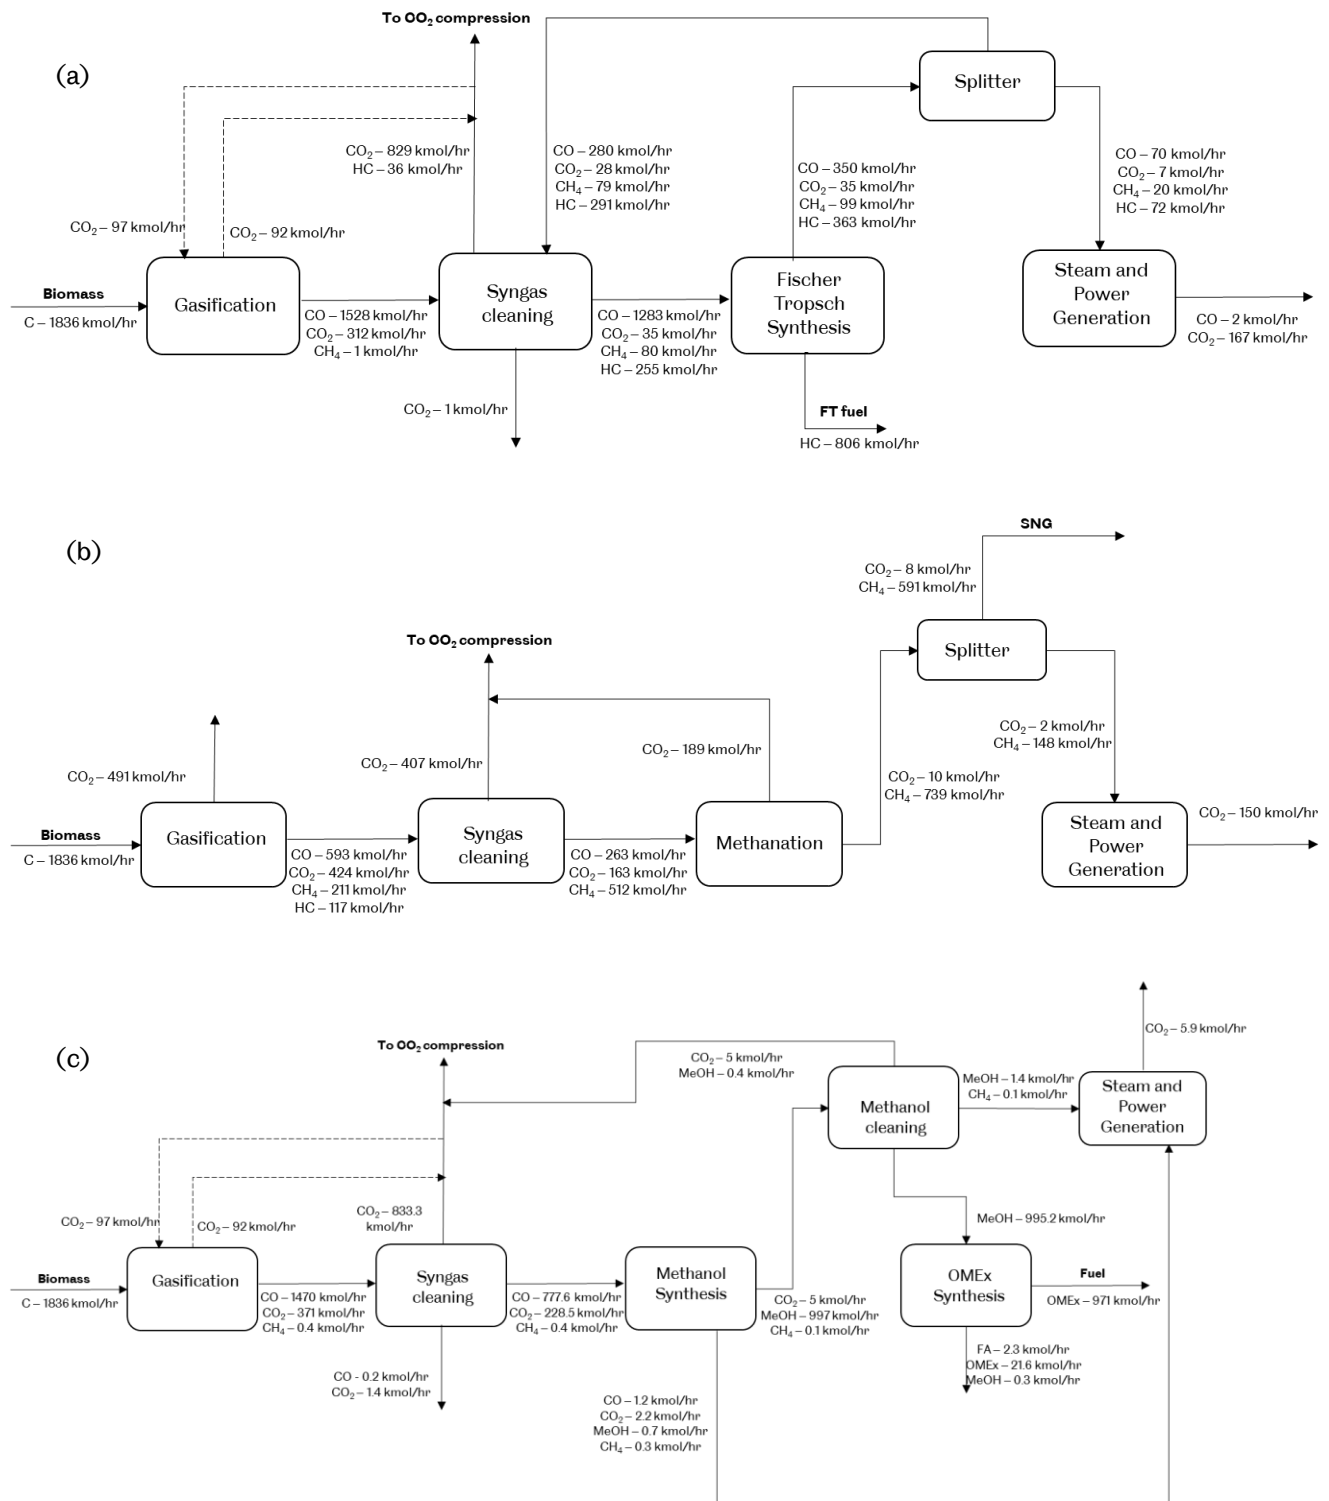 (a)
To CO₂ compression
Splitter
CO₂ – 829 kmol/hr
HC – 36 kmol/hr
CO – 280 kmol/hr
CO₂ – 28 kmol/hr
CH₄ – 79 kmol/hr
HC – 291 kmol/hr
CO – 350 kmol/hr
CO₂ – 35 kmol/hr
CH₄ – 99 kmol/hr
HC – 363 kmol/hr
CO – 70 kmol/hr
CO₂ – 7 kmol/hr
CH₄ – 20 kmol/hr
HC – 72 kmol/hr
CO₂ – 97 kmol/hr
CO₂ – 92 kmol/hr
Biomass
C – 1836 kmol/hr
Gasification
CO – 1528 kmol/hr
CO₂ – 312 kmol/hr
CH₄ – 1 kmol/hr
Syngas
cleaning
CO – 1283 kmol/hr
CO₂ – 35 kmol/hr
CH₄ – 80 kmol/hr
HC – 255 kmol/hr
Fischer
Tropsch
Synthesis
Steam and
Power
Generation
CO – 2 kmol/hr
CO₂ – 167 kmol/hr
CO₂ – 1 kmol/hr
FT fuel
HC – 806 kmol/hr
(b)
SNG
CO₂ – 8 kmol/hr
CH₄ – 591 kmol/hr
To CO₂ compression
Splitter
CO₂ – 491 kmol/hr
CO₂ – 407 kmol/hr
CO₂ – 189 kmol/hr
CO₂ – 2 kmol/hr
CH₄ – 148 kmol/hr
CO₂ – 10 kmol/hr
CH₄ – 739 kmol/hr
Biomass
C – 1836 kmol/hr
Gasification
CO – 593 kmol/hr
CO₂ – 424 kmol/hr
CH₄ – 211 kmol/hr
HC – 117 kmol/hr
Syngas
cleaning
CO – 263 kmol/hr
CO₂ – 163 kmol/hr
CH₄ – 512 kmol/hr
Methanation
Steam and
Power
Generation
CO₂ – 150 kmol/hr
(c)
To CO₂ compression
CO₂ – 5 kmol/hr
MeOH – 0.4 kmol/hr
Methanol
cleaning
MeOH – 1.4 kmol/hr
CH₄ – 0.1 kmol/hr
CO₂ – 5.9 kmol/hr
Steam and
Power
Generation
CO₂ – 97 kmol/hr
CO₂ – 92 kmol/hr
CO₂ – 833.3
kmol/hr
MeOH – 995.2 kmol/hr
Biomass
C – 1836 kmol/hr
Gasification
CO – 1470 kmol/hr
CO₂ – 371 kmol/hr
CH₄ – 0.4 kmol/hr
Syngas
cleaning
CO – 777.6 kmol/hr
CO₂ – 228.5 kmol/hr
CH₄ – 0.4 kmol/hr
Methanol
Synthesis
CO₂ – 5 kmol/hr
MeOH – 997 kmol/hr
CH₄ – 0.1 kmol/hr
OMEx
Synthesis
Fuel
OMEx – 971 kmol/hr
CO - 0.2 kmol/hr
CO₂ – 1.4 kmol/hr
CO – 1.2 kmol/hr
CO₂ – 2.2 kmol/hr
MeOH – 0.7 kmol/hr
CH₄ – 0.3 kmol/hr
FA – 2.3 kmol/hr
OMEx – 21.6 kmol/hr
MeOH – 0.3 kmol/hr